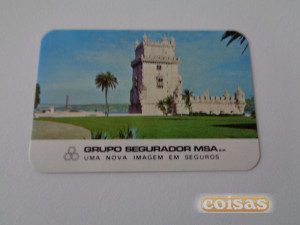 GRUPO SEGURADOR MSA
UMA NOVA IMAGEM EM SEGUROS
coisas